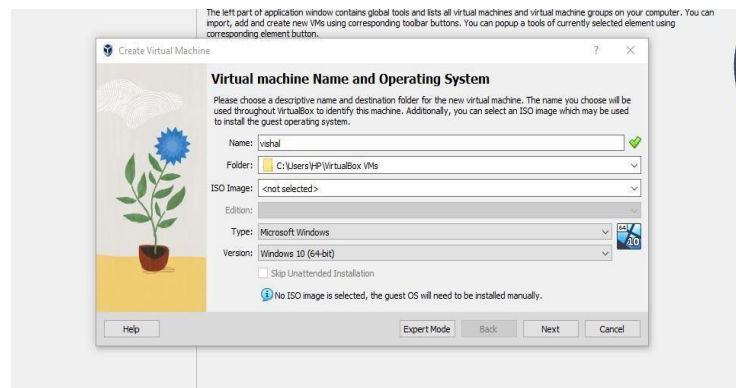 The left part of application window contains global tools and lists all virtual machines and virtual machine groups on your computer. You can
import, add and create new VMs using corresponding toolbar buttons. You can popup a tools of currently selected element using
corresponding element button.
Create Virtual Machine ? X
Virtual machine Name and Operating System
Please choose a descriptive name and destination folder for the new virtual machine. The name you choose will be
used throughout VirtualBox to identify this machine. Additionally, you can select an ISO image which may be used
to install the guest operating system.
Name: vishal
Folder: C:\Users\HP\VirtualBox VMs
ISO Image: <not selected>
Edition:
Type: Microsoft Windows 64
Version: Windows 10 (64-bit) 10
Skip Unattended Installation
No ISO image is selected, the guest OS will need to be installed manually.
Help Expert Mode Back Next Cancel